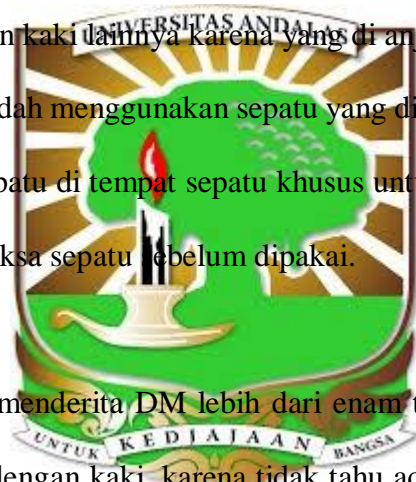 n kaki lainnya karena yang di an
UNIVERSITAS ANDALAS
dah menggunakan sepatu yang di
patu di tempat sepatu khusus unt
ksa sepatu sebelum dipakai.
menderita DM lebih dari enam t
UNTUK KEDJAJAAN BANGSA
dengan kaki, karena tidak tahu ad